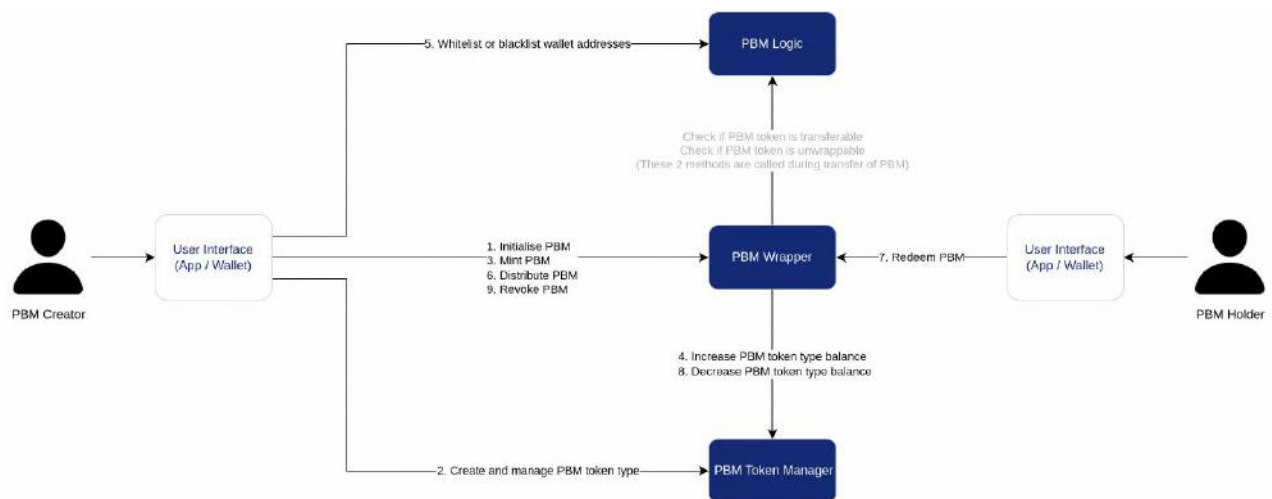 5. Whitelist or blacklist wallet addresses
PBM Logic
Check if PBM token is transferable
Check if PBM token is unwrappable
(These 2 methods are called during transfer of PBM)
PBM Creator
User Interface
(App / Wallet)
1. Initialise PBM
3. Mint PBM
6. Distribute PBM
9. Revoke PBM
PBM Wrapper
7. Redeem PBM
User Interface
(App / Wallet)
PBM Holder
4. Increase PBM token type balance
8. Decrease PBM token type balance
2. Create and manage PBM token type
PBM Token Manager